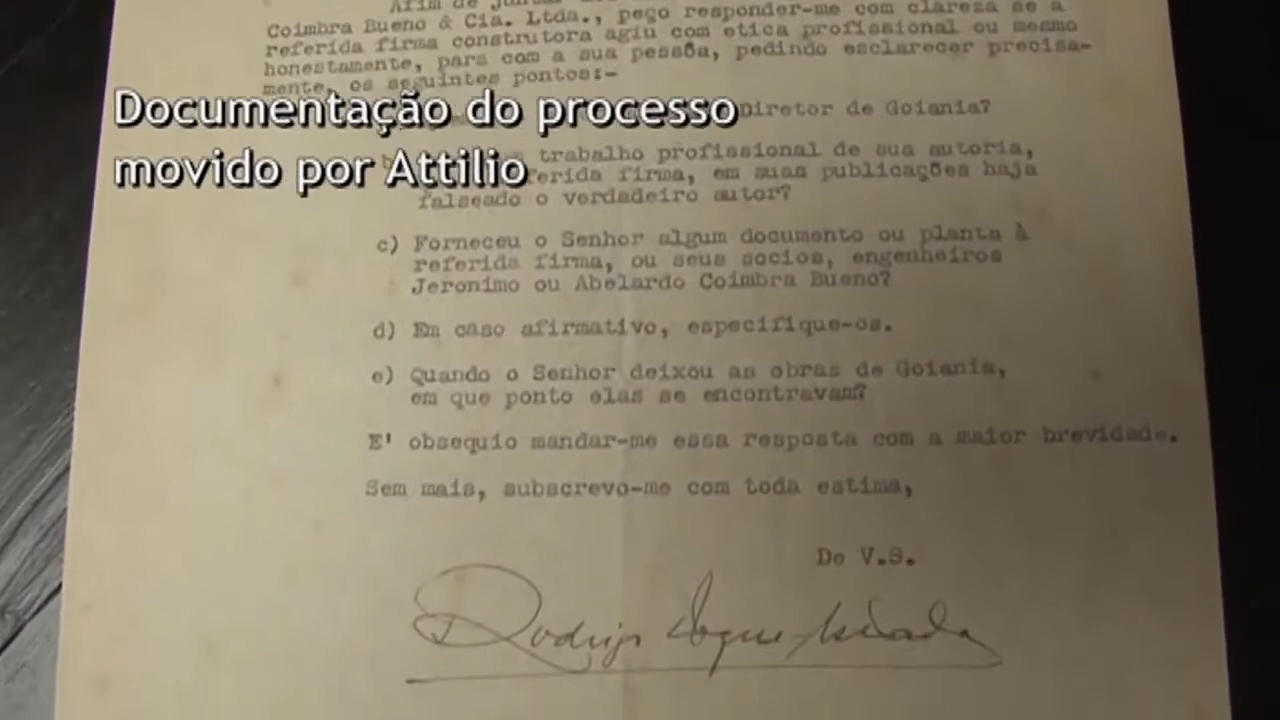 Afim de juntar
Coimbra Bueno & Cia. Ltda., peço responder-me com clareza se a
referida firma construtora agiu com etica profissional ou mesmo
honestamente, para com a sua pessôa, pedindo esclarecer precisa-
mente, os seguintes pontos:-
Documentação do processo
movido por Attilio
Diretor de Goiania?
trabalho profissional de sua autoria,
firma, em suas publicações haja
falseado o verdadeiro autor?
c) Forneceu o Senhor algum documento ou planta à
referida firma, ou seus socios, engenheiros
Jeronimo ou Abelardo Coimbra Bueno?
d) Em caso afirmativo, especifique-os.
e) Quando o Senhor deixou as obras de Goiania,
em que ponto elas se encontravam?
E' obsequio mandar-me essa resposta com a maior brevidade.
Sem mais, subscrevo-me com toda estima,
De V.S.
Rodrigo